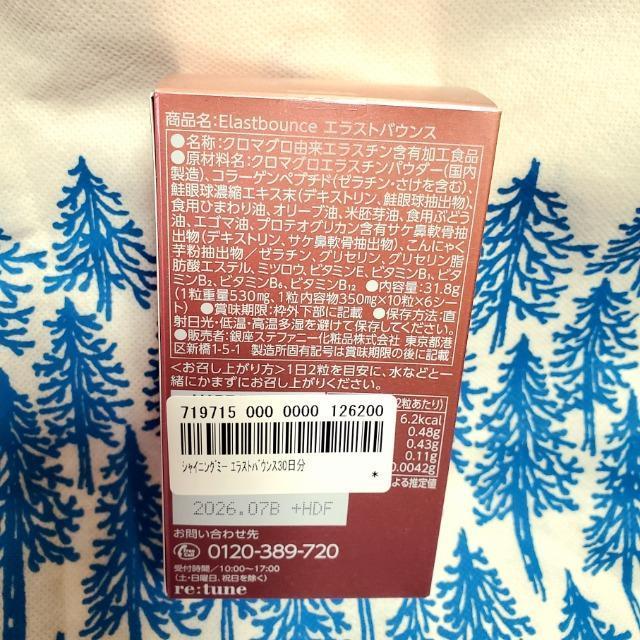 商品名:Elastbounce エラストバウンス
●名称:クロマグロ由来エラスチン含有加工食品
●原材料名:クロマグロエラスチンパウダー(国内
製造)、コラーゲンペプチド(ゼラチン・さけを含む)、
鮭眼球濃縮エキス末(デキストリン、鮭眼球抽出物)、
食用ひまわり油、オリーブ油、米胚芽油、食用ぶどう
油、エゴマ油、プロテオグリカン含有サケ鼻軟骨抽
出物(デキストリン、サケ鼻軟骨抽出物)、こんにゃく
芋粉抽出物/ゼラチン、グリセリン、グリセリン脂
肪酸エステル、ミツロウ、ビタミンE、ビタミンB₁、ビタ
ミンB₂、ビタミンB₆、ビタミンB₁₂ ●内容量:31.8g
(1粒重量530mg、1粒内容物350mg×10粒×6シー
ト) ●賞味期限:枠外下部に記載 ●保存方法:直
射日光・低温・高温多湿を避けて保存してください。
●販売者:銀座ステファニー化粧品株式会社 東京都港
区新橋1-5-1 製造所固有記号は賞味期限の後に記載
<お召し上がり方>1日2粒を目安に、水などと一
緒にかまずにお召し上がりください。
2粒あたり)
6.2kcal
0.48g
0.43g
0.11g
0.0042g
による推定値
719715 000 0000 126200
シャイニングミー エラストバウンス30日分
*
2026.07B +HDF
お問い合わせ先
0120-389-720
受付時間/10:00〜17:00
(土・日曜日、祝日を除く)
re:tune